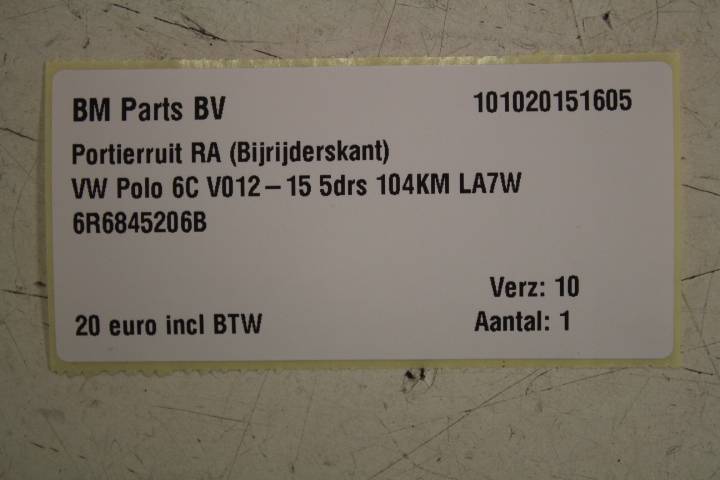 BM Parts BV 101020151605
Portierruit RA (Bijrijderskant)
VW Polo 6C V012-15 5drs 104KM LA7W
6R6845206B
Verz: 10
20 euro incl BTW Aantal: 1